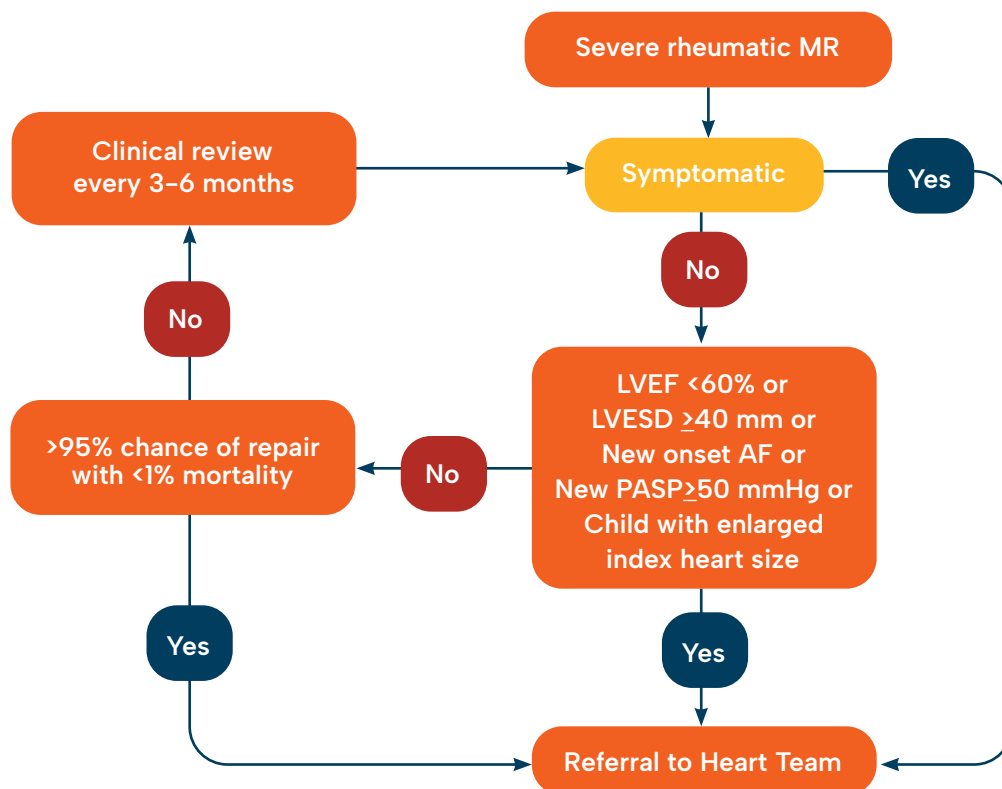 Severe rheumatic MR
Clinical review
every 3–6 months
Symptomatic
Yes
No
No
LVEF <60% or
LVESD ≥40 mm or
New onset AF or
New PASP≥50 mmHg or
Child with enlarged
index heart size
>95% chance of repair
with <1% mortality
No
Yes
Yes
Referral to Heart Team